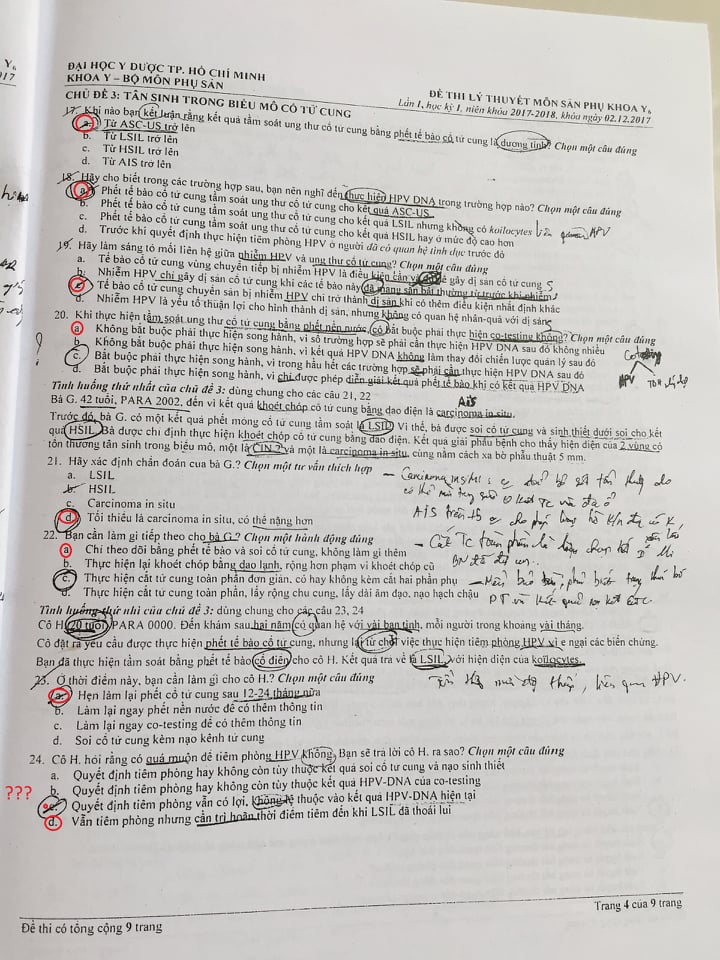 ĐẠI HỌC Y DƯỢC TP. HỒ CHÍ MINH
KHOA Y – BỘ MÔN PHỤ SẢN
ĐỀ THI LÝ THUYẾT MÔN SẢN PHỤ KHOA Y6
Lần 1, học kỳ 1, niên khóa 2017-2018, khóa ngày 02.12.2017
CHỦ ĐỀ 3: TÂN SINH TRONG BIỂU MÔ CỔ TỬ CUNG
17. Khi nào bạn kết luận rằng kết quả tầm soát ung thư cổ tử cung bằng phết tế bào cổ tử cung là dương tính? Chọn một câu đúng
a. Từ ASC-US trở lên
b. Từ LSIL trở lên
c. Từ HSIL trở lên
d. Từ AIS trở lên
18. Hãy cho biết trong các trường hợp sau, bạn nên nghĩ đến thực hiện HPV DNA trong trường hợp nào? Chọn một câu đúng
a. Phết tế bào cổ tử cung tầm soát ung thư cổ tử cung cho kết quả ASC-US
b. Phết tế bào cổ tử cung tầm soát ung thư cổ tử cung cho kết quả LSIL nhưng không có koilocytes
c. Phết tế bào cổ tử cung tầm soát ung thư cổ tử cung cho kết quả HSIL hay ở mức độ cao hơn
d. Trước khi quyết định thực hiện tiêm phòng HPV ở người đã có quan hệ tình dục trước đó
liên quan HPV
19. Hãy làm sáng tỏ mối liên hệ giữa nhiễm HPV và ung thư cổ tử cung? Chọn một câu đúng
a. Tế bào cổ tử cung vùng chuyển tiếp bị nhiễm HPV là điều kiện cần và đủ để gây dị sản cổ tử cung
b. Nhiễm HPV chỉ gây dị sản cổ tử cung khi các tế bào này đã mang sẵn bất thường từ trước khi nhiễm
c. Tế bào cổ tử cung chuyển sản bị nhiễm HPV chỉ trở thành dị sản khi có thêm điều kiện nhất định khác
d. Nhiễm HPV là yếu tố thuận lợi cho hình thành dị sản, nhưng không có quan hệ nhân-quả với dị sản
20. Khi thực hiện tầm soát ung thư cổ tử cung bằng phết nền nước, có bắt buộc phải thực hiện co-testing không? Chọn một câu đúng
a Không bắt buộc phải thực hiện song hành, vì số trường hợp sẽ phải cần thực hiện HPV DNA sau đó không nhiều
b Không bắt buộc phải thực hiện song hành, vì kết quả HPV DNA không làm thay đổi chiến lược quản lý sau đó
c. Bắt buộc phải thực hiện song hành, vì trong hầu hết các trường hợp sẽ phải cần thực hiện HPV DNA sau đó
d. Bắt buộc phải thực hiện song hành, vì chỉ được phép diễn giải kết quả phết tế bào khi có kết quả HPV DNA
HPV
Tình huống thứ nhất của chủ đề 3: dùng chung cho các câu 21, 22
AIS
Bà G. 42 tuổi, PARA 2002, đến vì kết quả khoét chóp cổ tử cung bằng dao điện là carcinoma in situ.
Trước đó, bà G. có một kết quả phết mỏng cổ tử cung tầm soát là LSIL. Vì thế, bà được soi cổ tử cung và sinh thiết dưới soi cho kết
quả HSIL. Bà được chỉ định thực hiện khoét chóp cổ tử cung bằng dao điện. Kết quả giải phẫu bệnh cho thấy hiện diện của 2 vùng có
tổn thương tân sinh trong biểu mô, một là CIN 2 và một là carcinoma in situ, cùng nằm cách xa bờ phẫu thuật 5 mm.
21. Hãy xác định chẩn đoán của bà G.? Chọn một tư vấn thích hợp
a. LSIL
b. HSIL
c. Carcinoma in situ
d. Tối thiểu là carcinoma in situ, có thể nặng hơn
22. Bạn cần làm gì tiếp theo cho bà G.? Chọn một hành động đúng
a Chỉ theo dõi bằng phết tế bào và soi cổ tử cung, không làm gì thêm
b. Thực hiện lại khoét chóp bằng dao lạnh, rộng hơn phạm vi khoét chóp cũ
c. Thực hiện cắt tử cung toàn phần đơn giản, có hay không kèm cắt hai phần phụ
d. Thực hiện cắt tử cung toàn phần, lấy rộng chu cung, lấy dài âm đạo, nạo hạch chậu
Tình huống thứ nhì của chủ đề 3: dùng chung cho các câu 23, 24
Cô H. 20 tuổi, PARA 0000. Đến khám sau hai năm có quan hệ với vài bạn tình, mỗi người trong khoảng vài tháng.
Cô đặt ra yêu cầu được thực hiện phết tế bào cổ tử cung, nhưng lại từ chối việc thực hiện tiêm phòng HPV vì e ngại các biến chứng.
Bạn đã thực hiện tầm soát bằng phết tế bào cổ điển cho cô H. Kết quả trả về là LSIL, với hiện diện của koilocytes.
23. Ở thời điểm này, bạn cần làm gì cho cô H.? Chọn một câu đúng
a. Hẹn làm lại phết cổ tử cung sau 12-24 tháng nữa
b. Làm lại ngay phết nền nước để có thêm thông tin
c. Làm lại ngay co-testing để có thêm thông tin
d. Soi cổ tử cung kèm nạo kênh tử cung
24. Cô H. hỏi rằng có quá muộn để tiêm phòng HPV không. Bạn sẽ trả lời cô H. ra sao? Chọn một câu đúng
a. Quyết định tiêm phòng hay không còn tùy thuộc kết quả soi cổ tử cung và nạo sinh thiết
b. Quyết định tiêm phòng hay không còn tùy thuộc kết quả HPV-DNA của co-testing
c. Quyết định tiêm phòng vẫn có lợi, không lệ thuộc vào kết quả HPV-DNA hiện tại
d. Vẫn tiêm phòng nhưng cần trì hoãn thời điểm tiêm đến khi LSIL đã thoái lui
???
Đề thi có tổng cộng 9 trang
Trang 4 của 9 trang